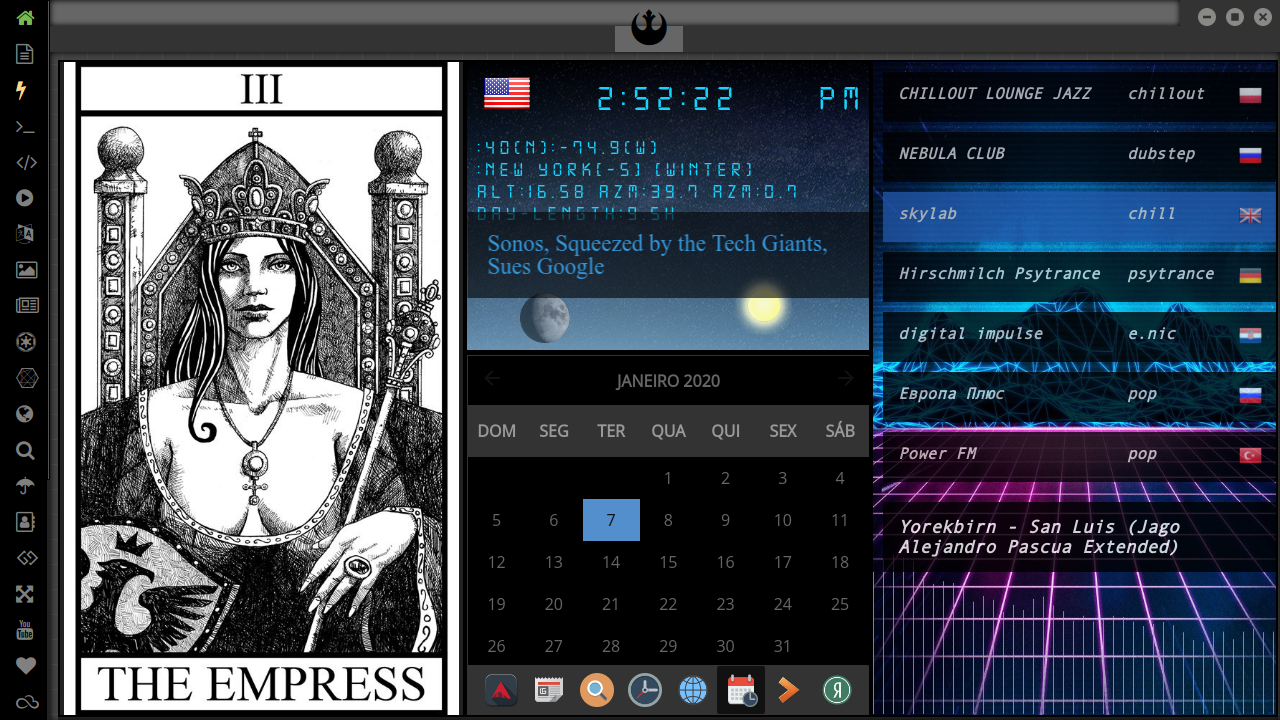 III
THE EMPRESS
2:52:22 PM
:40(N):-74.9(W)
:NEW YORK[-5] (WINTER)
ALT:16.58 AZM:39.7 AZM:0.7
DAY-LENGTH:9.5H
Sonos, Squeezed by the Tech Giants,
Sues Google
JANEIRO 2020
DOM SEG TER QUA QUI SEX SÁB
1 2 3 4
5 6 7 8 9 10 11
12 13 14 15 16 17 18
19 20 21 22 23 24 25
26 27 28 29 30 31
CHILLOUT LOUNGE JAZZ chillout
NEBULA CLUB dubstep
skylab chill
Hirschmilch Psytrance psytrance
digital impulse e.nic
Европа Плюс pop
Power FM pop
Yorekbirn - San Luis (Jago
Alejandro Pascua Extended)
You
Tube
Я